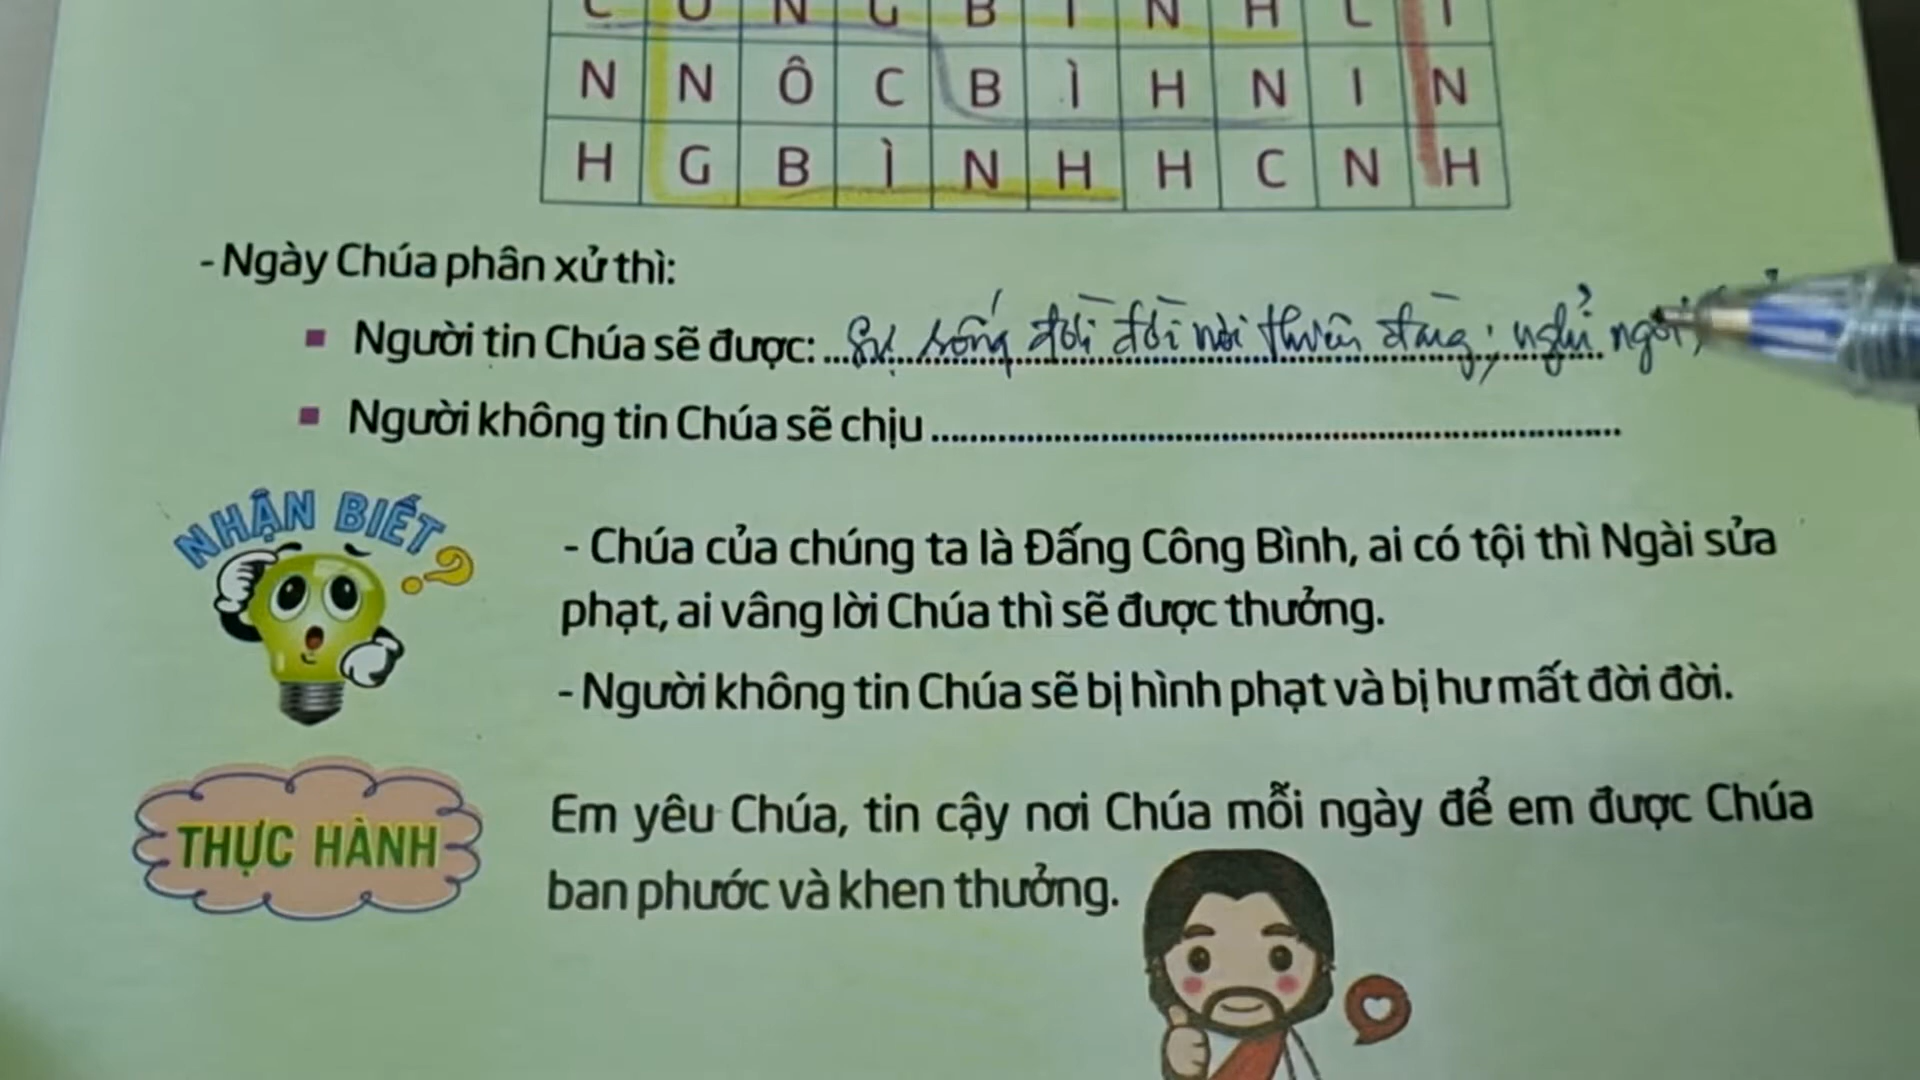 C Ô N G B Ì N H C I
N N Ô C B Ì H N I N
H G B Ì N H H C N H
- Ngày Chúa phân xử thì:
▪ Người tin Chúa sẽ được: Sự sống đời đời nơi thiên đàng; nghỉ ngơi,
▪ Người không tin Chúa sẽ chịu
NHẬN BIẾT?
- Chúa của chúng ta là Đấng Công Bình, ai có tội thì Ngài sửa
phạt, ai vâng lời Chúa thì sẽ được thưởng.
- Người không tin Chúa sẽ bị hình phạt và bị hư mất đời đời.
THỰC HÀNH
Em yêu Chúa, tin cậy nơi Chúa mỗi ngày để em được Chúa
ban phước và khen thưởng.